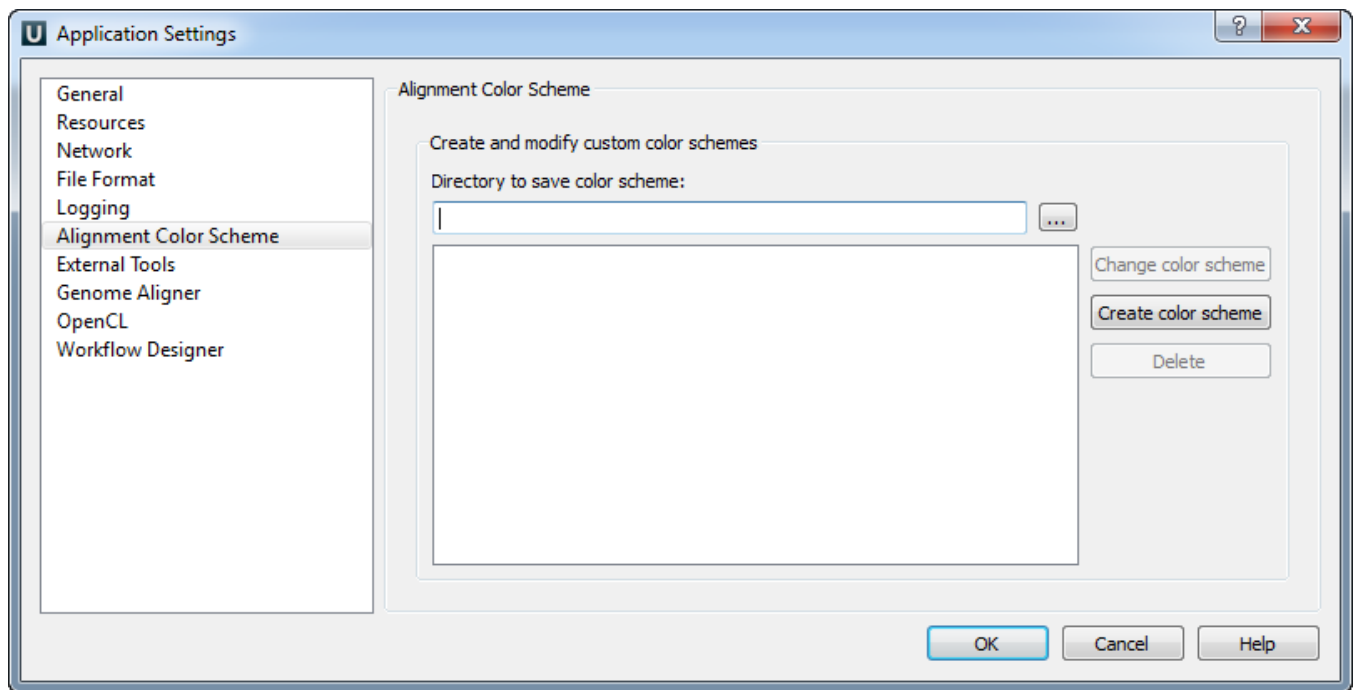 U Application Settings ? X
General
Resources
Network
File Format
Logging
Alignment Color Scheme
External Tools
Genome Aligner
OpenCL
Workflow Designer
Alignment Color Scheme
Create and modify custom color schemes
Directory to save color scheme:
...
Change color scheme
Create color scheme
Delete
OK Cancel Help